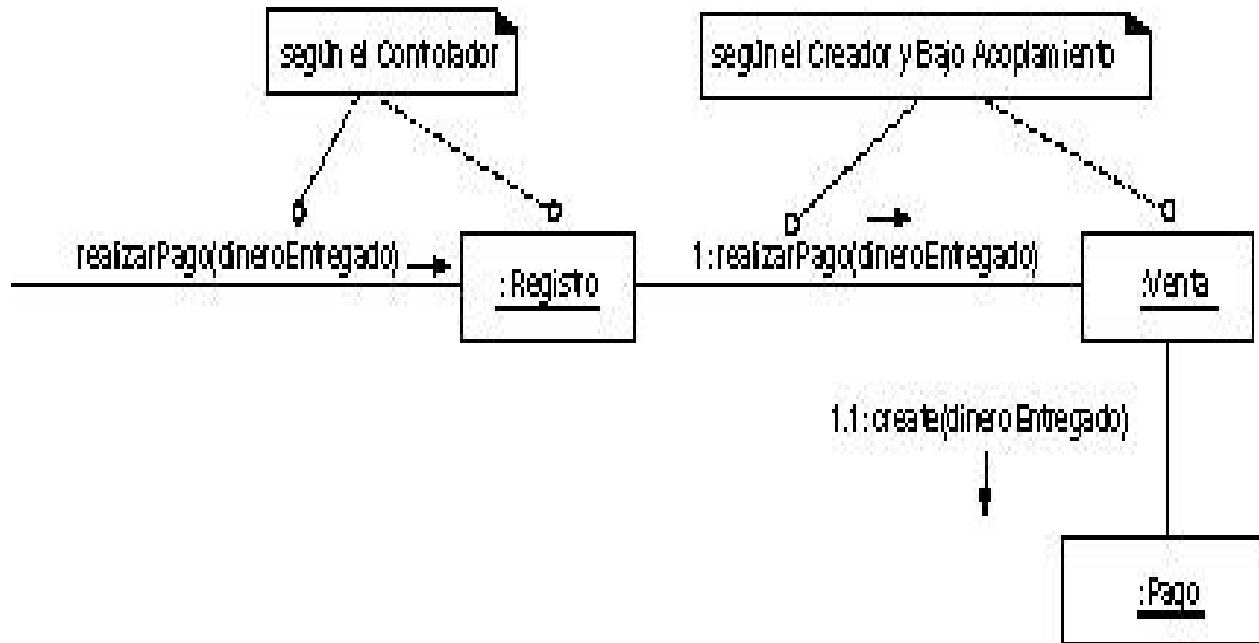 según el Controlador
según el Creador y Bajo Acoplamiento
realizarPago(dineroEntregado)
:Registro
1:realizarPago(dineroEntregado)
:Venta
1.1:create(dineroEntregado)
:Pago